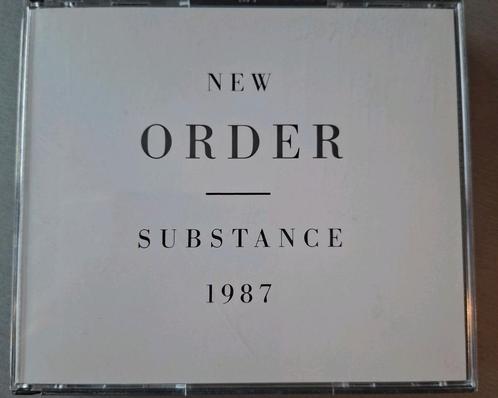 NEW
ORDER
SUBSTANCE
1987